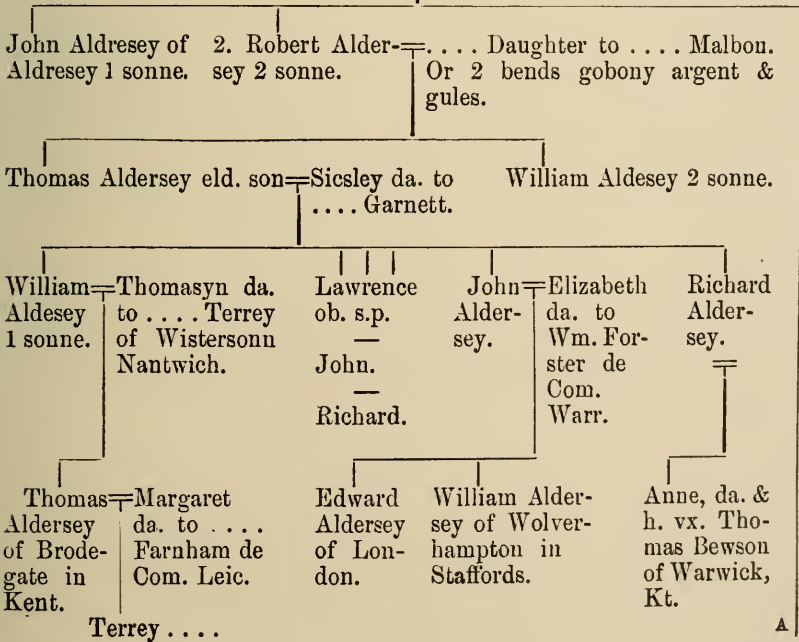 John Aldresey of
Aldresey 1 sonne.
2. Robert Alder-
sey 2 sonne.
. . . . Daughter to . . . . Malbon.
Or 2 bends gobony argent &
gules.
Thomas Aldersey eld. son
Sicsley da. to
. . . . Garnett.
William Aldesey 2 sonne.
William
Aldesey
1 sonne.
Thomasyn da.
to . . . . Terrey
of Wistersonn
Nantwich.
Lawrence
ob. s.p.
—
John.
—
Richard.
John
Alder-
sey.
Elizabeth
da. to
Wm. For-
ster de
Com.
Warr.
Richard
Alder-
sey.
Thomas
Aldersey
of Brode-
gate in
Kent.
Margaret
da. to . . . .
Farnham de
Com. Leic.
Edward
Aldersey
of Lon-
don.
William Alder-
sey of Wolver-
hampton in
Staffords.
Anne, da. &
h. vx. Tho-
mas Bewson
of Warwick,
Kt.
Terrey . . . .
A